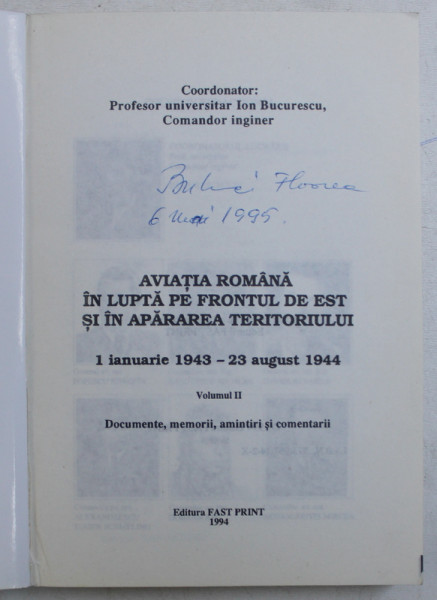 Coordonator:
Profesor universitar Ion Bucurescu,
Comandor inginer
Florea
6 Mai 1995.
AVIAȚIA ROMÂNĂ
ÎN LUPTĂ PE FRONTUL DE EST
ȘI ÎN APĂRAREA TERITORIULUI
1 ianuarie 1943 – 23 august 1944
Volumul II
Documente, memorii, amintiri și comentarii
Editura FAST PRINT
1994